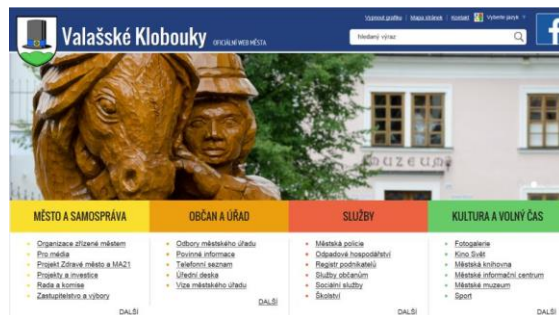 Vypnout grafiku | Mapa stránek | Kontakt Vyberte jazyk
Valašské Klobouky OFICIÁLNÍ WEB MĚSTA
hledaný výraz
MUZEUM
MĚSTO A SAMOSPRÁVA
Organizace zřízené městem
Pro média
Projekt Zdravé město a MA21
Projekty a investice
Rada a komise
Zastupitelstvo a výbory
DALŠÍ
OBČAN A ÚŘAD
Odbory městského úřadu
Povinné informace
Telefonní seznam
Úřední deska
Vize městského úřadu
DALŠÍ
SLUŽBY
Městská policie
Odpadové hospodářství
Registr podnikatelů
Služby občanům
Sociální služby
Školství
DALŠÍ
KULTURA A VOLNÝ ČAS
Fotogalerie
Kino Svět
Městská knihovna
Městské informační centrum
Městské muzeum
Sport
DALŠÍ